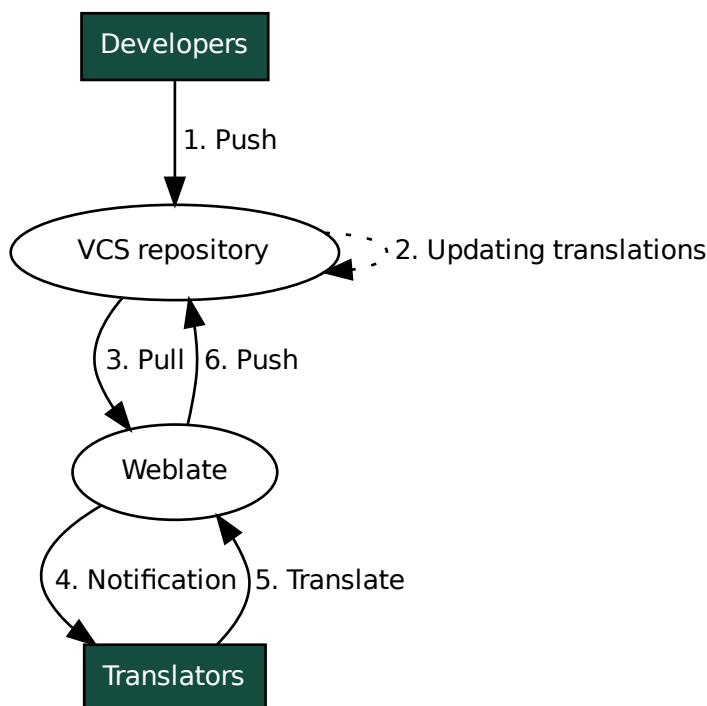 Developers
1. Push
VCS repository
2. Updating translations
3. Pull
6. Push
Weblate
4. Notification
5. Translate
Translators